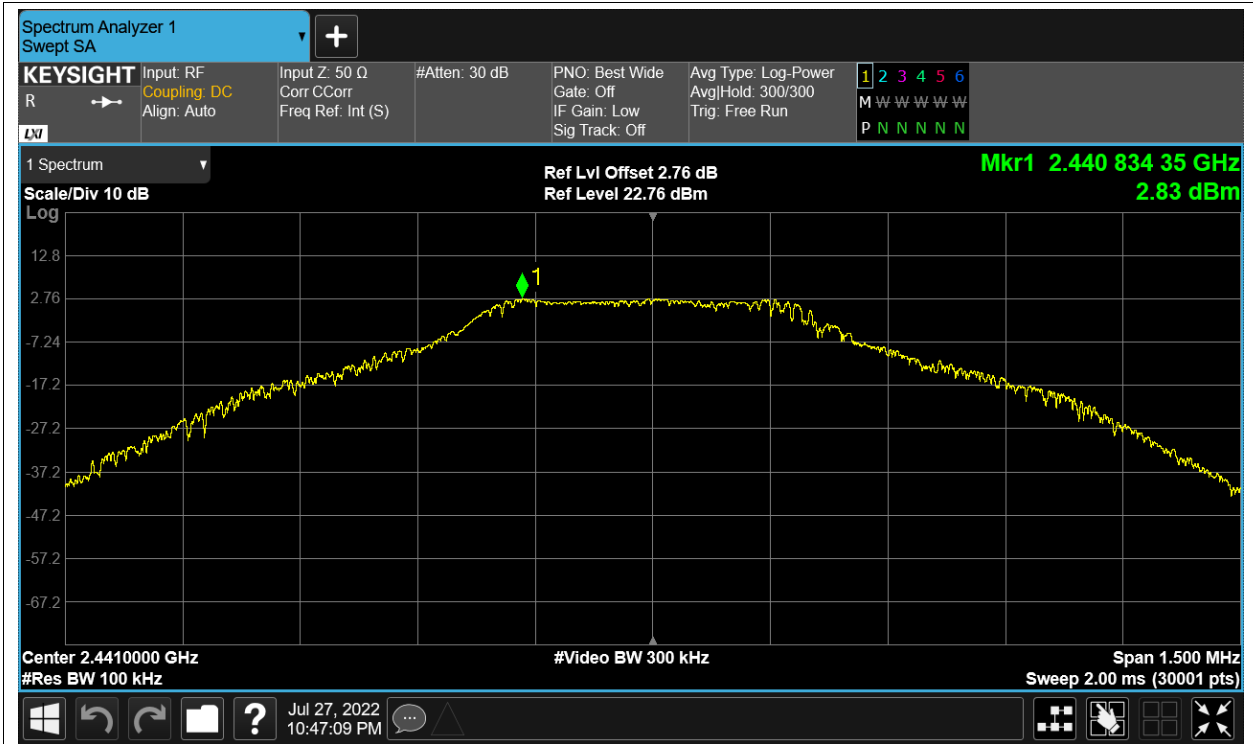 Spectrum Analyzer 1
Swept SA
KEYSIGHT
R
LXI
Input: RF
Coupling: DC
Align: Auto
Input Z: 50 Ω
Corr CCorr
Freq Ref: Int (S)
#Atten: 30 dB
PNO: Best Wide
Gate: Off
IF Gain: Low
Sig Track: Off
Avg Type: Log-Power
Avg|Hold: 300/300
Trig: Free Run
1 2 3 4 5 6
M W W W W W
P N N N N N
1 Spectrum
Scale/Div 10 dB
Log
Ref Lvl Offset 2.76 dB
Ref Level 22.76 dBm
Mkr1 2.440 834 35 GHz
2.83 dBm
1
12.8
2.76
-7.24
-17.2
-27.2
-37.2
-47.2
-57.2
-67.2
Center 2.4410000 GHz
#Res BW 100 kHz
#Video BW 300 kHz
Span 1.500 MHz
Sweep 2.00 ms (30001 pts)
?
Jul 27, 2022
10:47:09 PM